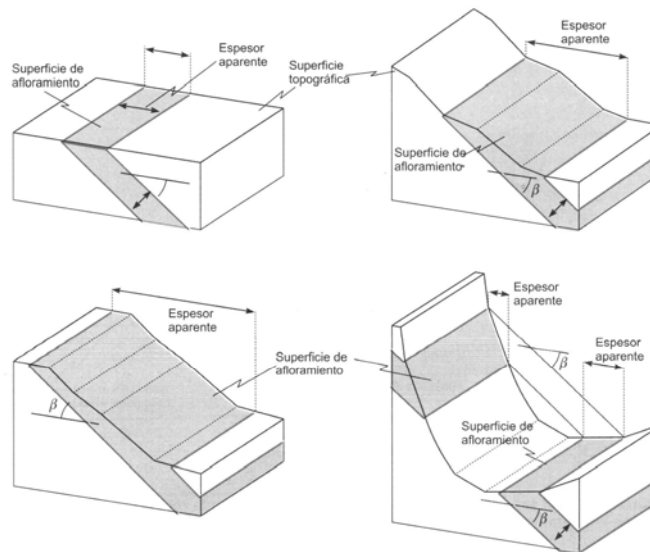 Superficie de
afloramiento
Espesor
aparente
Superficie
topográfica
β
Espesor
aparente
Superficie de
afloramiento
β
Espesor
aparente
Superficie de
afloramiento
β
Espesor
aparente
β
Espesor
aparente
Superficie de
afloramiento
β